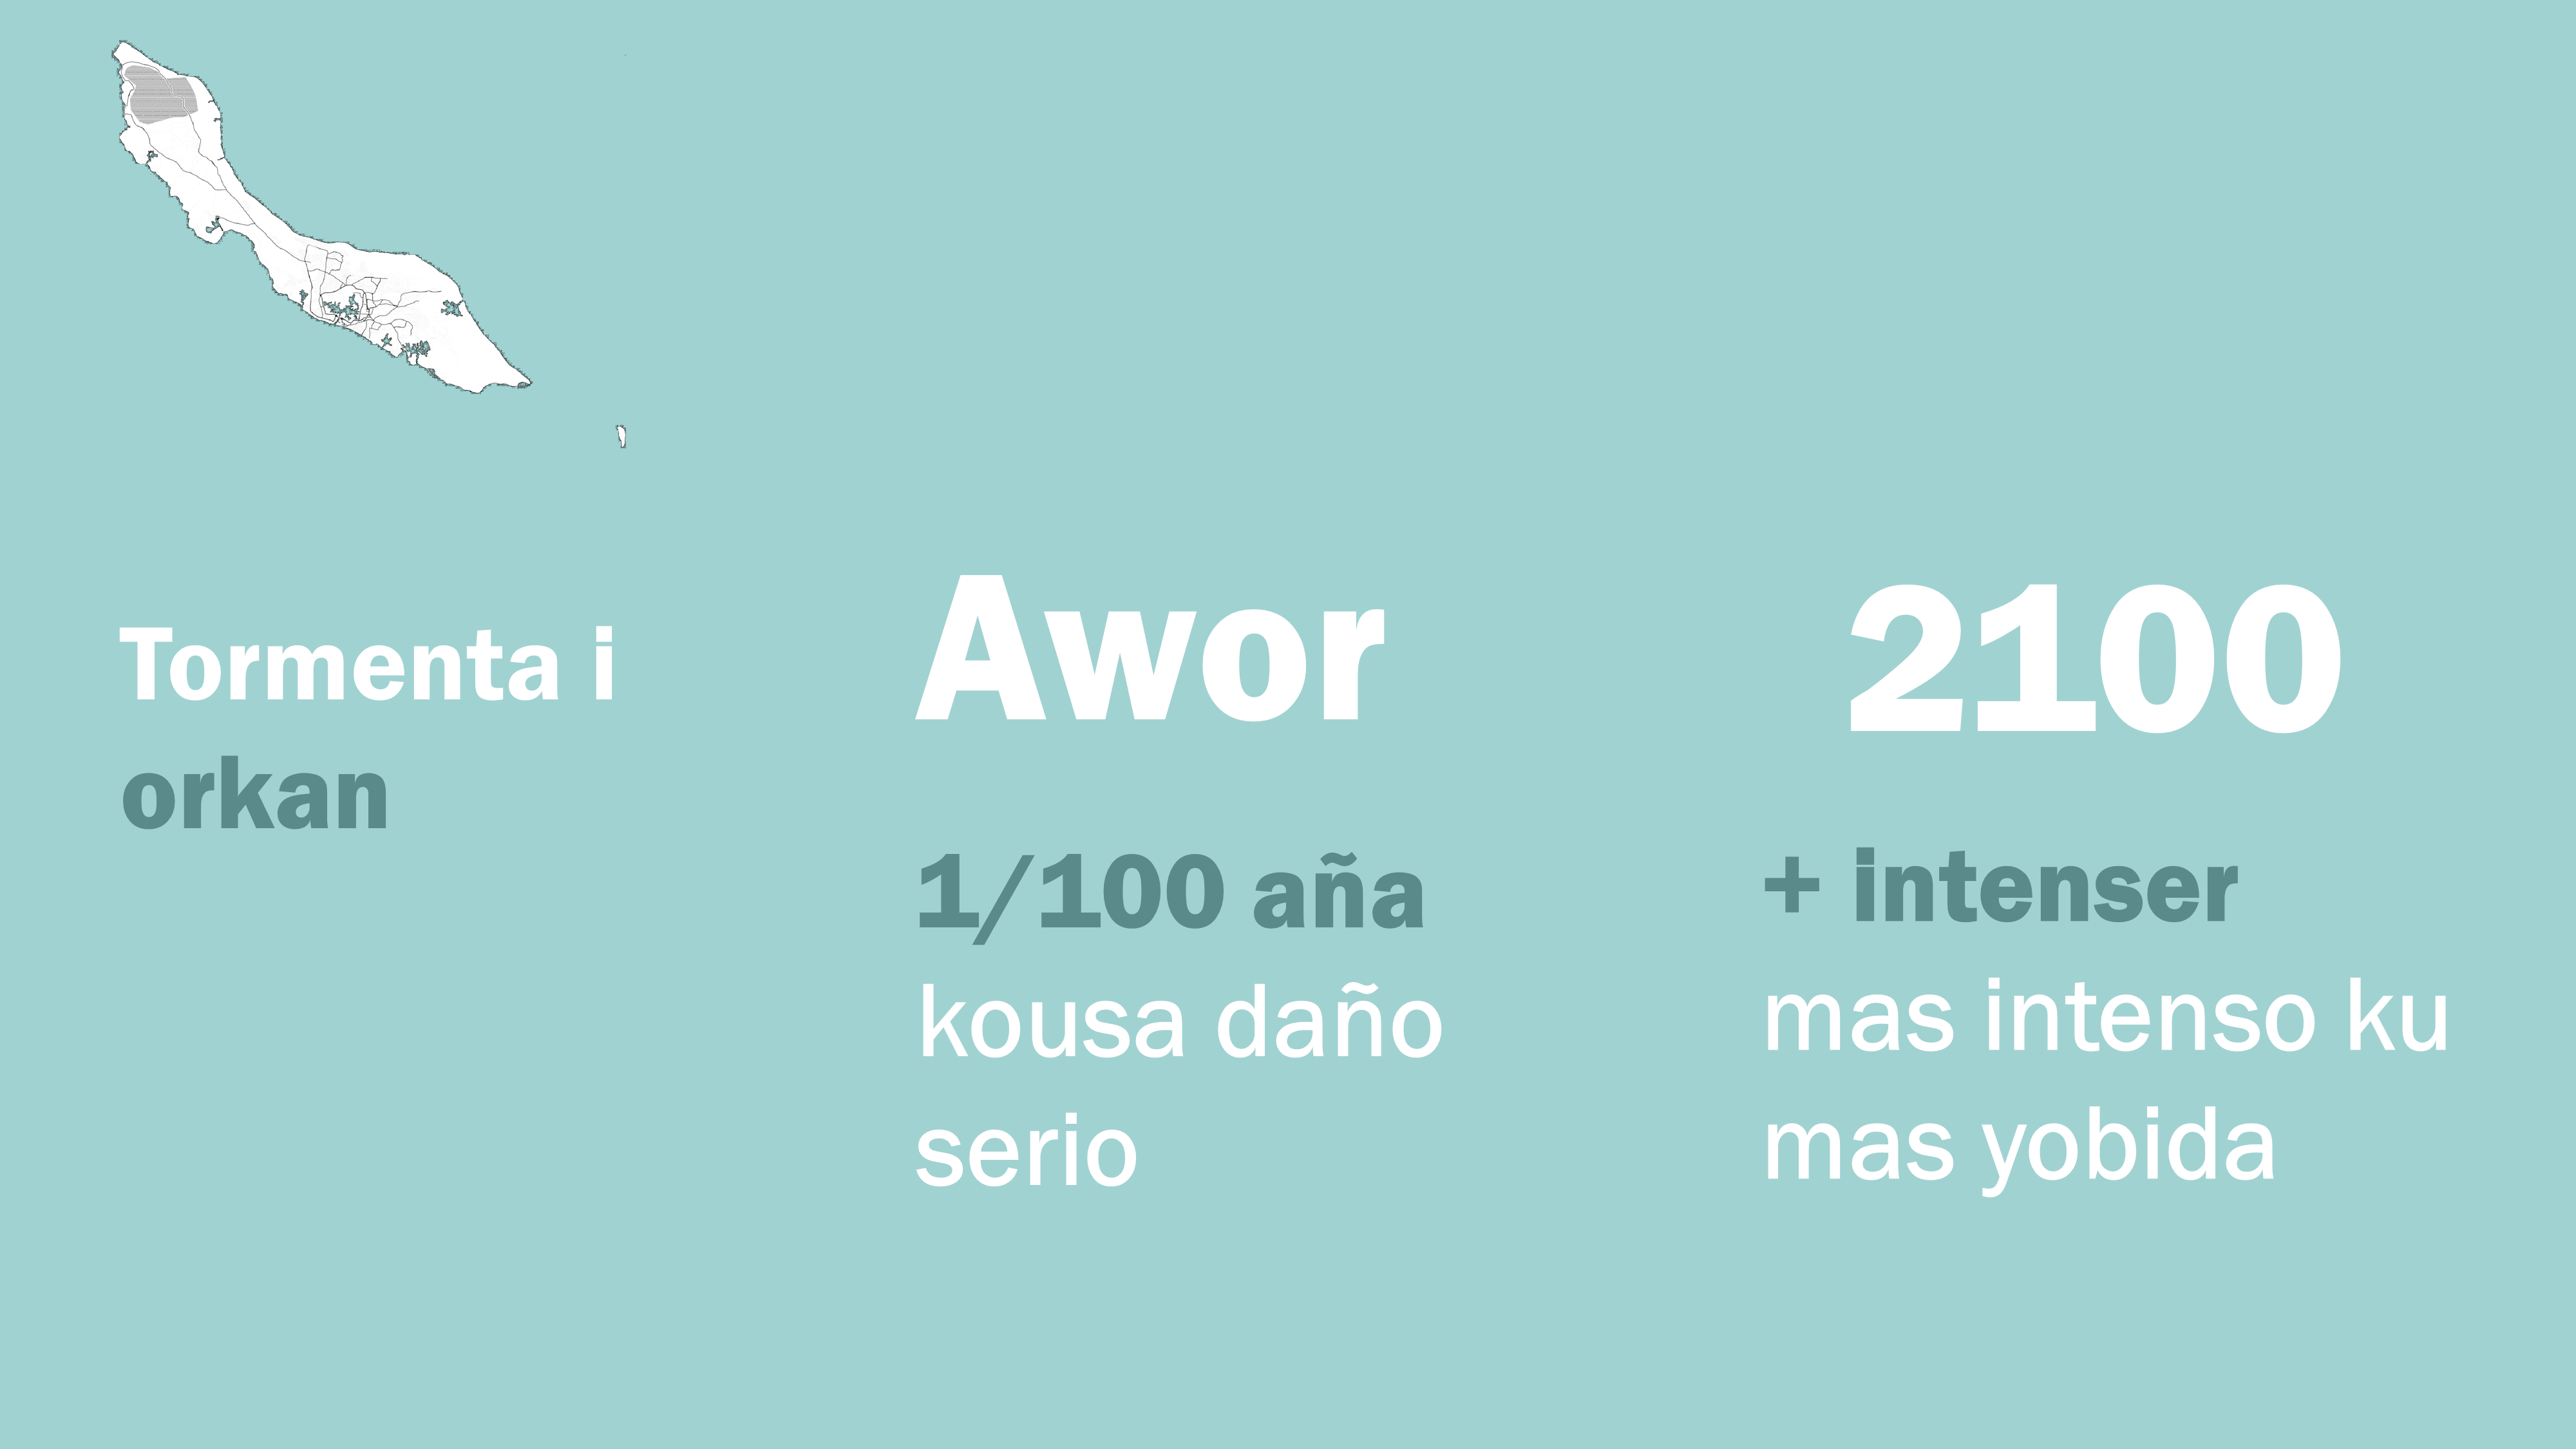 Tormenta i
orkan
Awor
1/100 aña
kousa daño
serio
2100
+ intenser
mas intenso ku
mas yobida